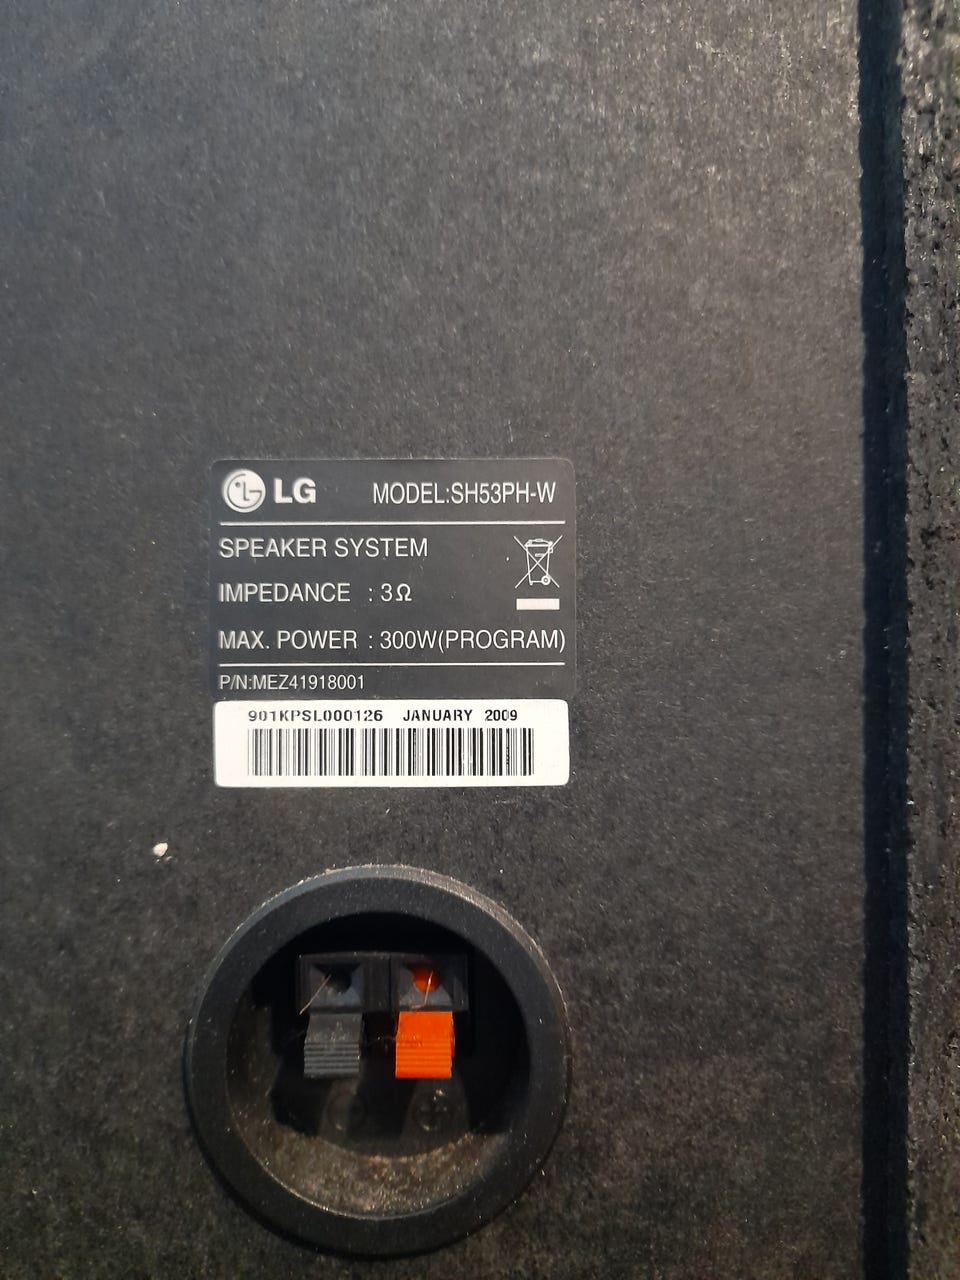 LG MODEL:SH53PH-W
SPEAKER SYSTEM
IMPEDANCE : 3Ω
MAX. POWER : 300W(PROGRAM)
P/N:MEZ41918001
901KPSL000126 JANUARY 2009